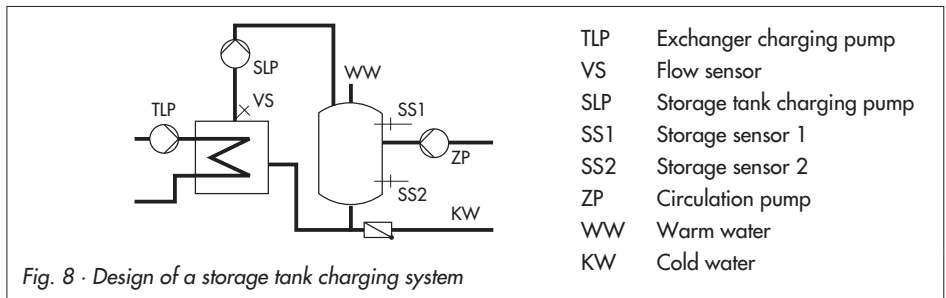 SLP
WW
VS
SS1
TLP
ZP
SS2
KW
TLP Exchanger charging pump
VS Flow sensor
SLP Storage tank charging pump
SS1 Storage sensor 1
SS2 Storage sensor 2
ZP Circulation pump
WW Warm water
KW Cold water
Fig. 8 · Design of a storage tank charging system